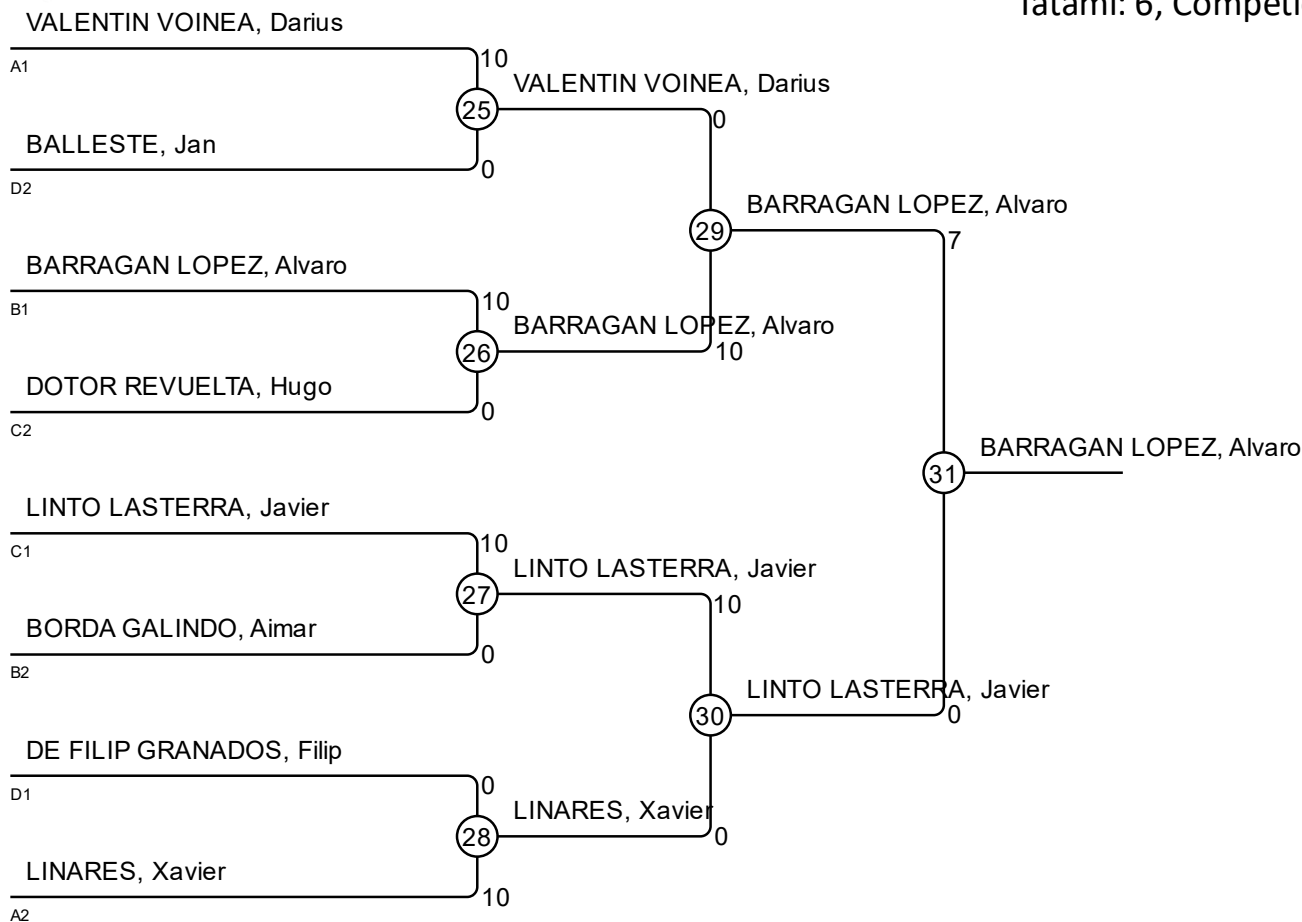 Tatami: 6, Competi
VALENTIN VOINEA, Darius
A1
10
VALENTIN VOINEA, Darius
25
0
BALLESTE, Jan
0
D2
BARRAGAN LOPEZ, Alvaro
29
7
BARRAGAN LOPEZ, Alvaro
B1
10
BARRAGAN LOPEZ, Alvaro
26
10
DOTOR REVUELTA, Hugo
0
C2
BARRAGAN LOPEZ, Alvaro
31
LINTO LASTERRA, Javier
C1
10
LINTO LASTERRA, Javier
27
10
BORDA GALINDO, Aimar
0
B2
LINTO LASTERRA, Javier
30
0
DE FILIP GRANADOS, Filip
D1
0
LINARES, Xavier
28
0
LINARES, Xavier
10
A2